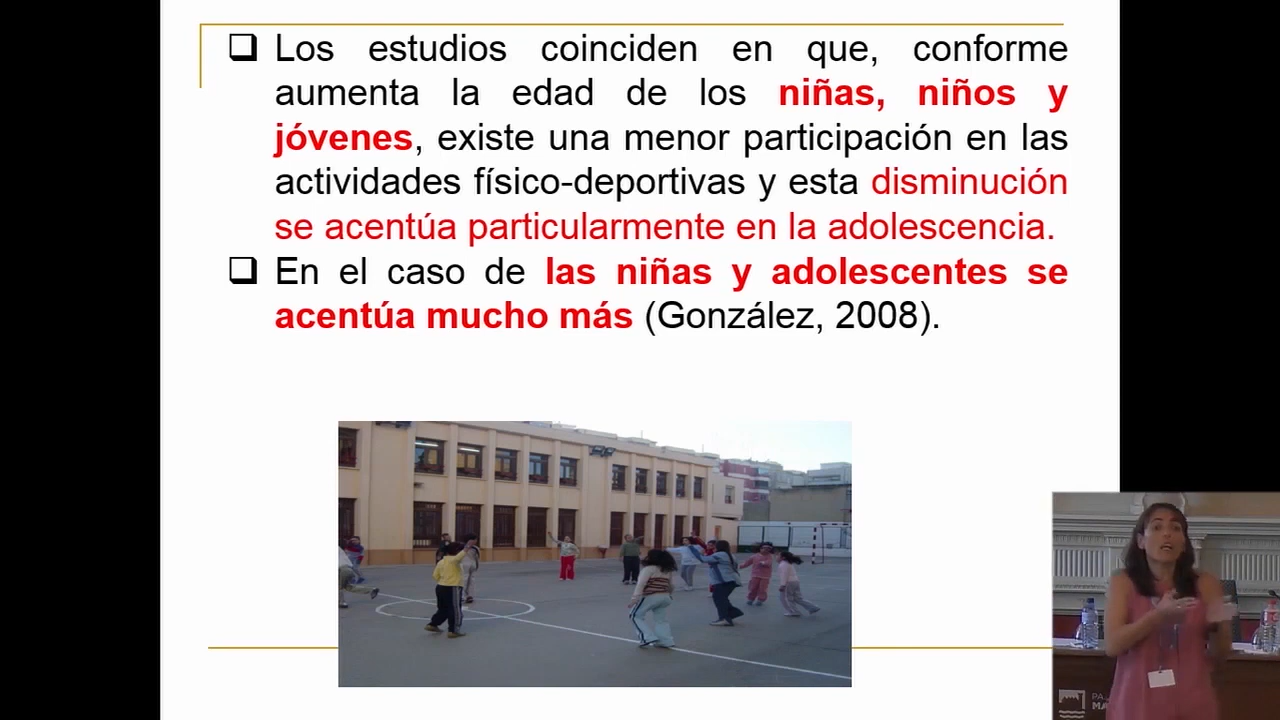 Los estudios coinciden en que, conforme
aumenta la edad de los niñas, niños y
jóvenes, existe una menor participación en las
actividades físico-deportivas y esta disminución
se acentúa particularmente en la adolescencia.
En el caso de las niñas y adolescentes se
acentúa mucho más (González, 2008).